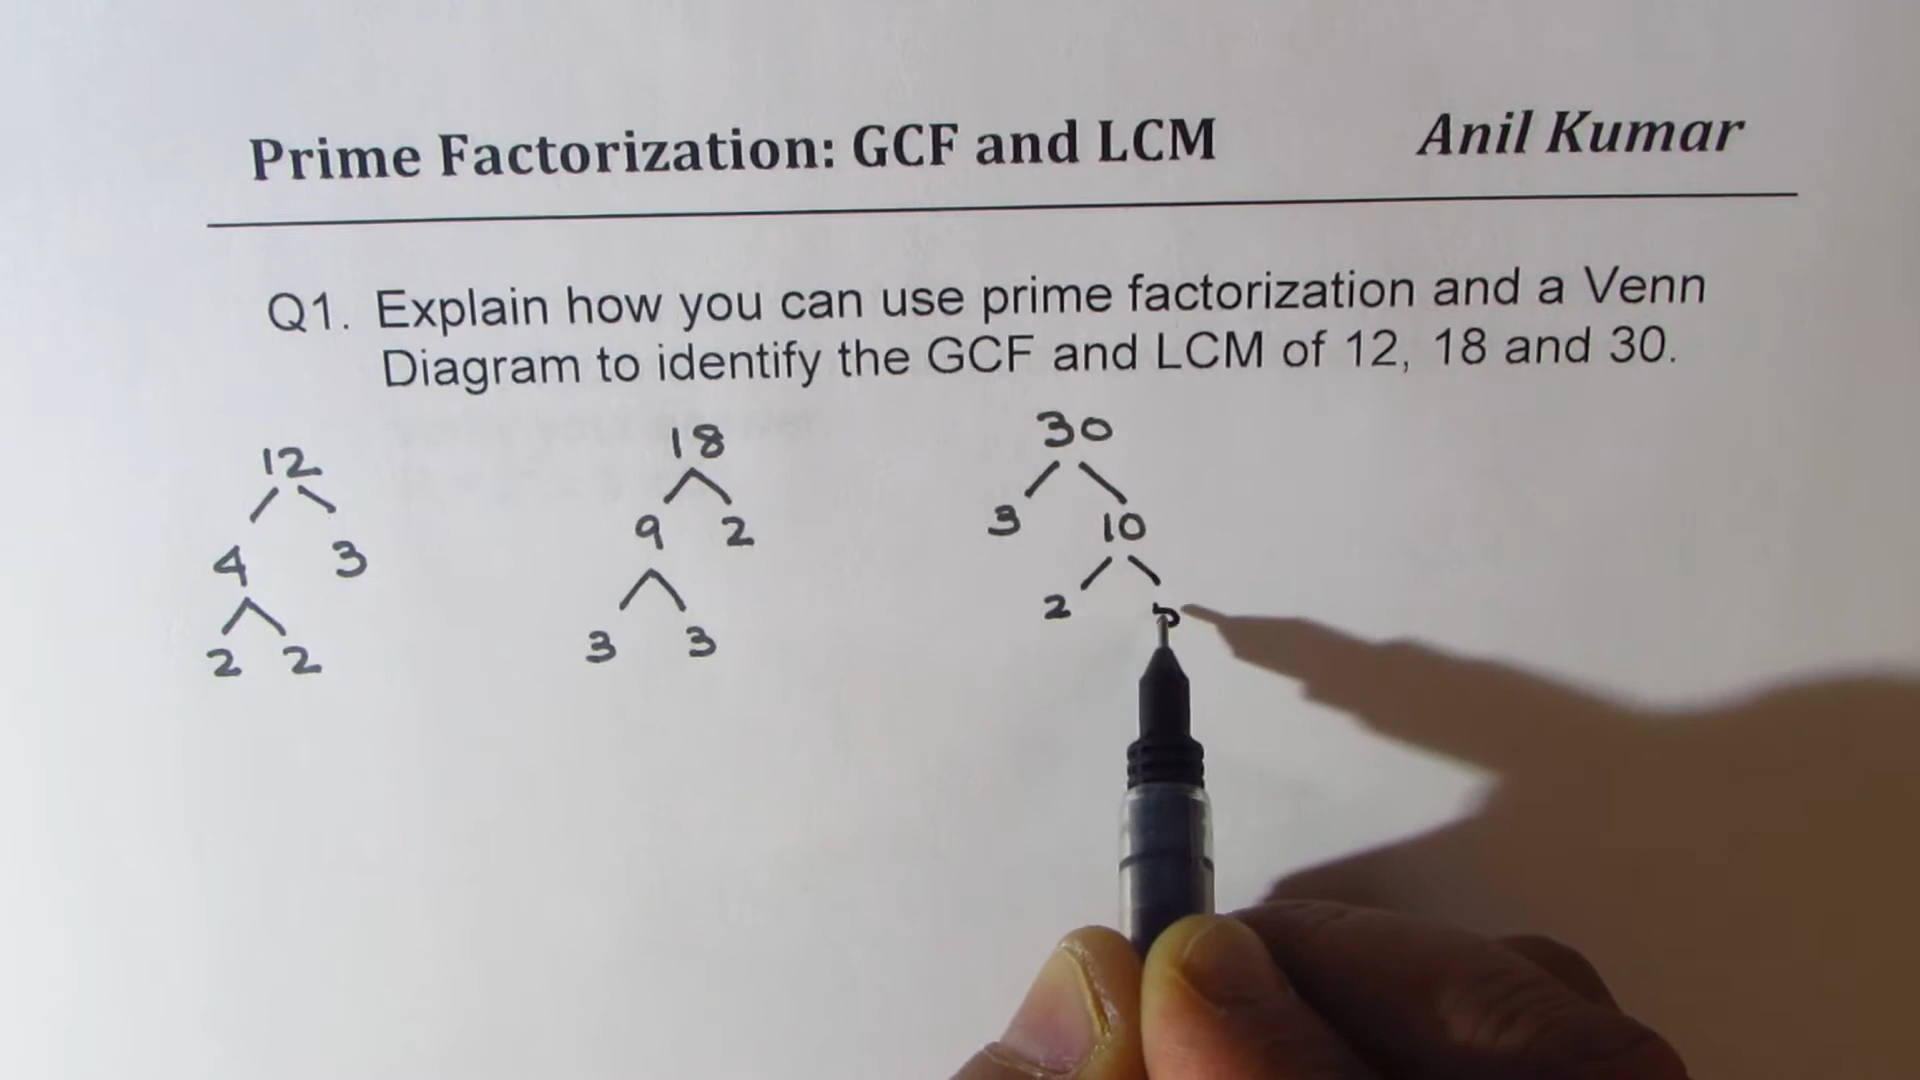 Prime Factorization: GCF and LCM Anil Kumar
Q1. Explain how you can use prime factorization and a Venn
Diagram to identify the GCF and LCM of 12, 18 and 30.
12 18 30
4 3 9 2 3 10
2 2 3 3 2 5